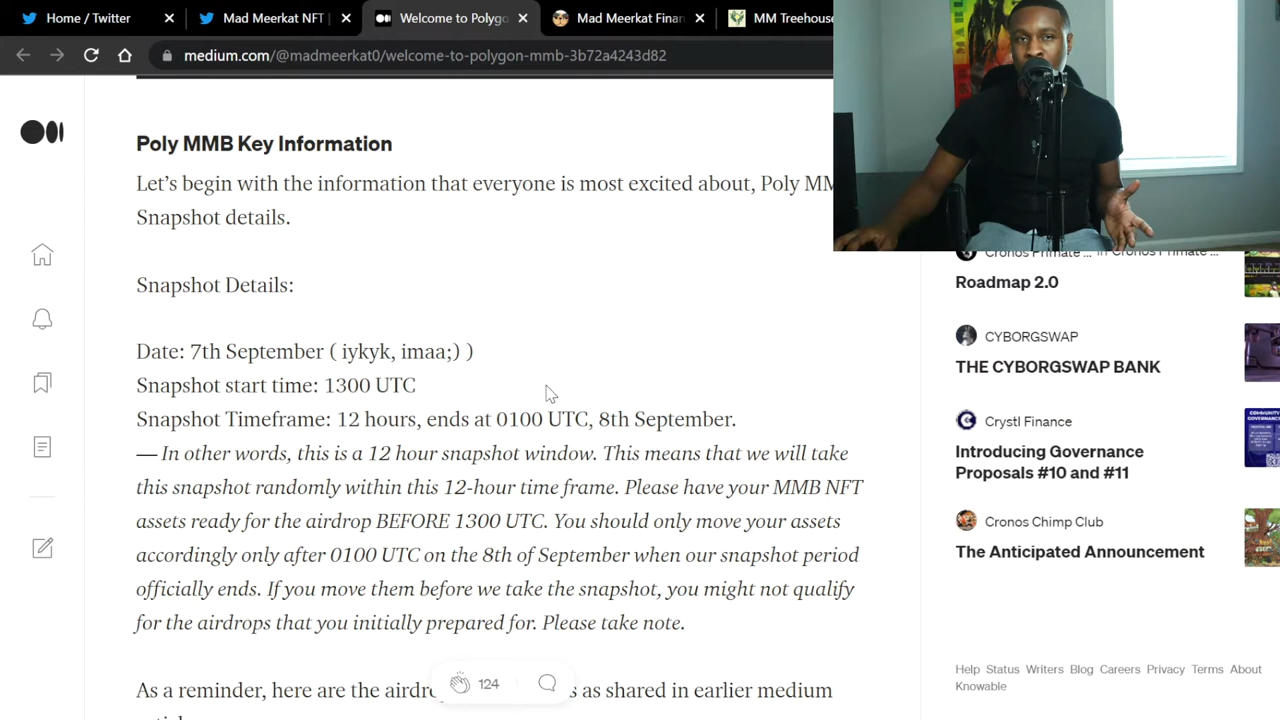 Home / Twitter
Mad Meerkat NFT
Welcome to Polygo
Mad Meerkat Finan
MM Treehouse
medium.com/@madmeerkat0/welcome-to-polygon-mmb-3b72a4243d82
Poly MMB Key Information
Let's begin with the information that everyone is most excited about, Poly MM
Snapshot details.
Snapshot Details:
Date: 7th September ( iykyk, imaa;) )
Snapshot start time: 1300 UTC
Snapshot Timeframe: 12 hours, ends at 0100 UTC, 8th September.
— In other words, this is a 12 hour snapshot window. This means that we will take
this snapshot randomly within this 12-hour time frame. Please have your MMB NFT
assets ready for the airdrop BEFORE 1300 UTC. You should only move your assets
accordingly only after 0100 UTC on the 8th of September when our snapshot period
officially ends. If you move them before we take the snapshot, you might not qualify
for the airdrops that you initially prepared for. Please take note.
124
As a reminder, here are the airdro s as shared in earlier medium
Cronos Primate ... in Cronos Primate ...
Roadmap 2.0
CYBORGSWAP
THE CYBORGSWAP BANK
Crystl Finance
Introducing Governance
Proposals #10 and #11
Cronos Chimp Club
The Anticipated Announcement
Help Status Writers Blog Careers Privacy Terms About
Knowable